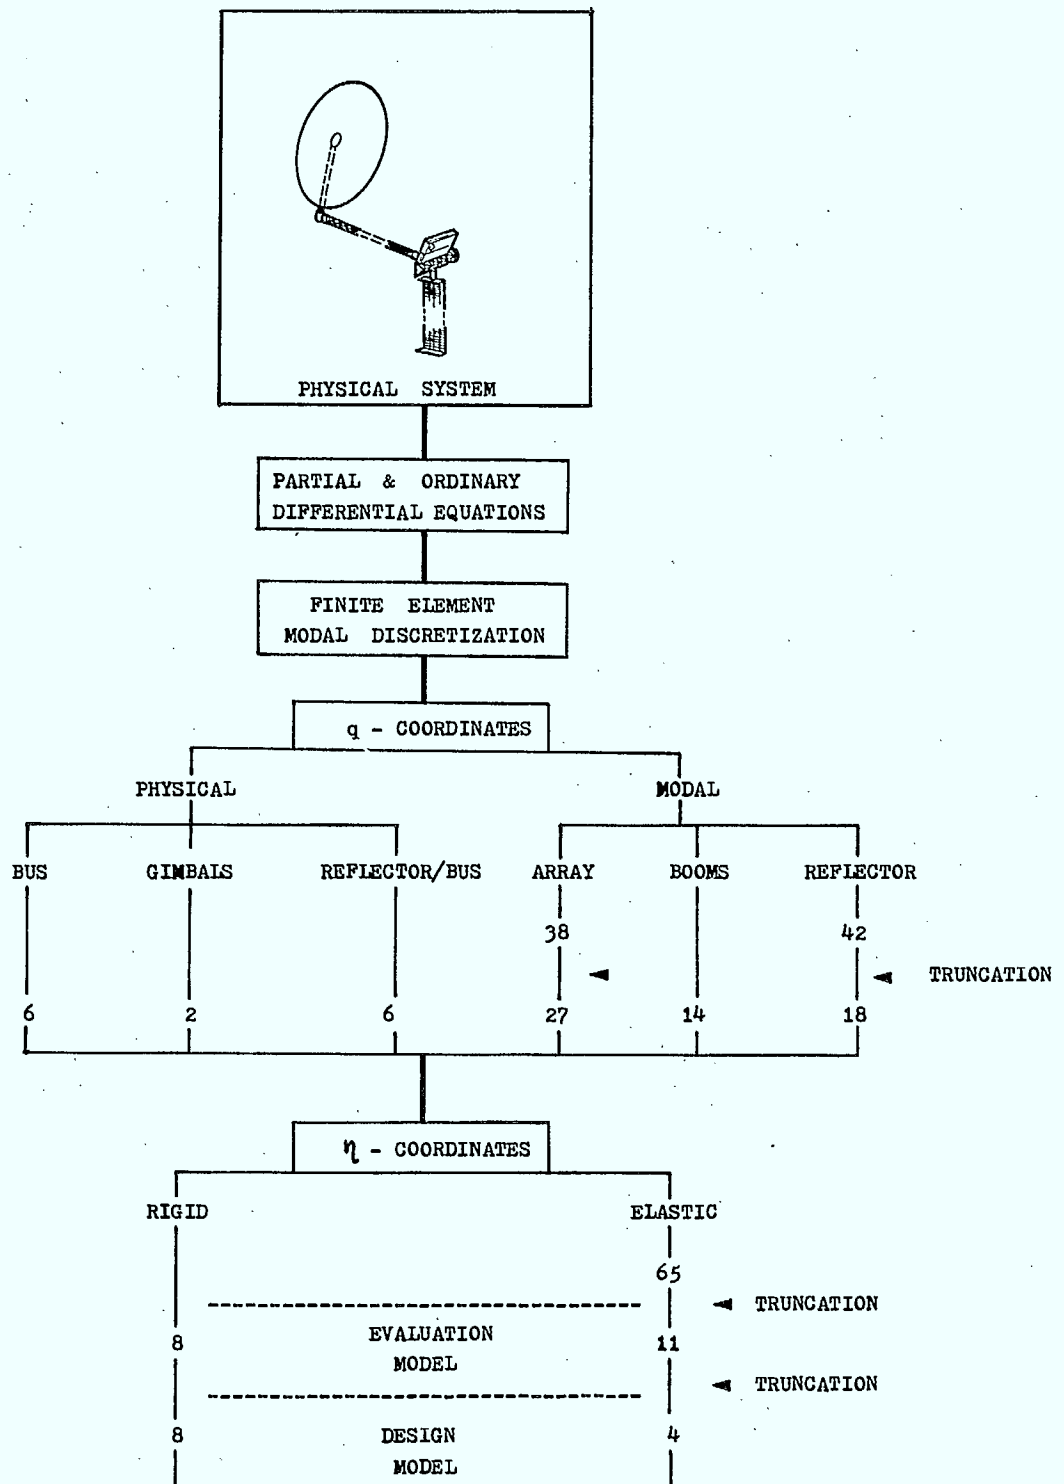 PHYSICAL SYSTEM
PARTIAL & ORDINARY
DIFFERENTIAL EQUATIONS
FINITE ELEMENT
MODAL DISCRETIZATION
q - COORDINATES
PHYSICAL MODAL
BUS GIMBALS REFLECTOR/BUS ARRAY BOOMS REFLECTOR
38 42
TRUNCATION
6 2 6 27 14 18
η - COORDINATES
RIGID ELASTIC
65
TRUNCATION
8 EVALUATION 11
MODEL
TRUNCATION
8 DESIGN 4
MODEL